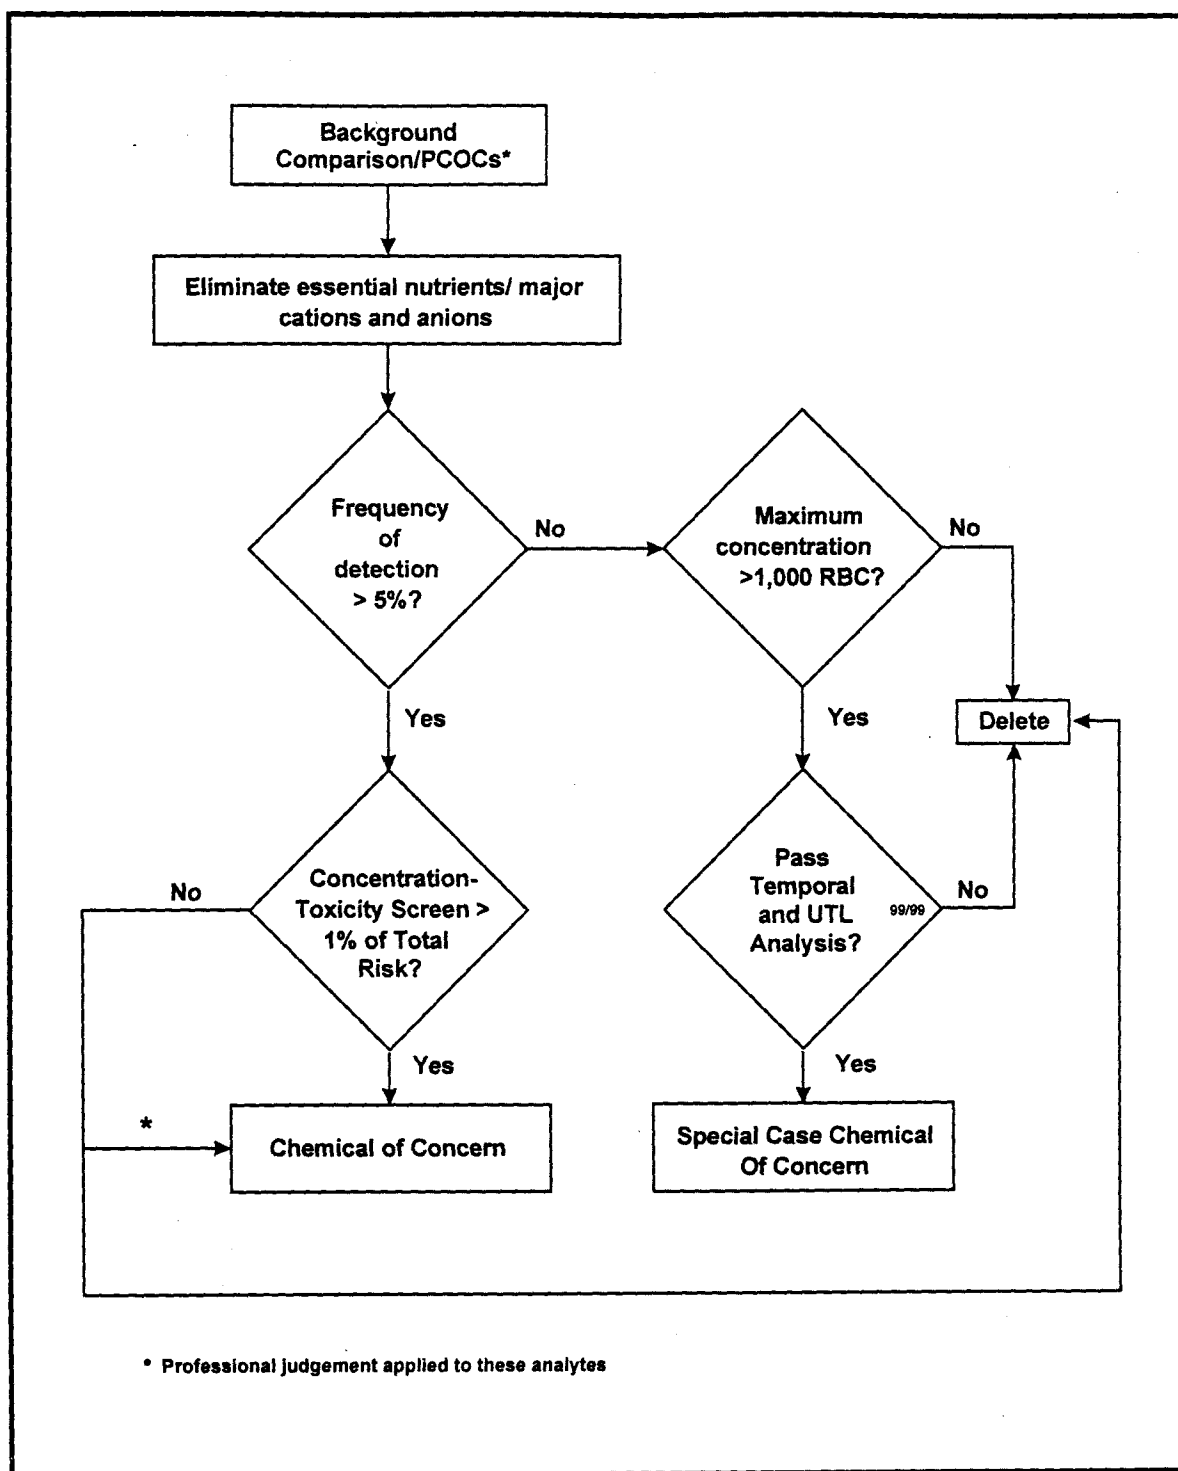 Background
Comparison/PCOCs*
Eliminate essential nutrients/ major
cations and anions
Frequency
of
detection
> 5%?
No
Maximum
concentration
>1,000 RBC?
No
Yes
Yes
Delete
Concentration-
Toxicity Screen >
1% of Total
Risk?
No
Pass
Temporal
and UTL 99/99
Analysis?
No
Yes
Yes
*
Chemical of Concern
Special Case Chemical
Of Concern
* Professional judgement applied to these analytes